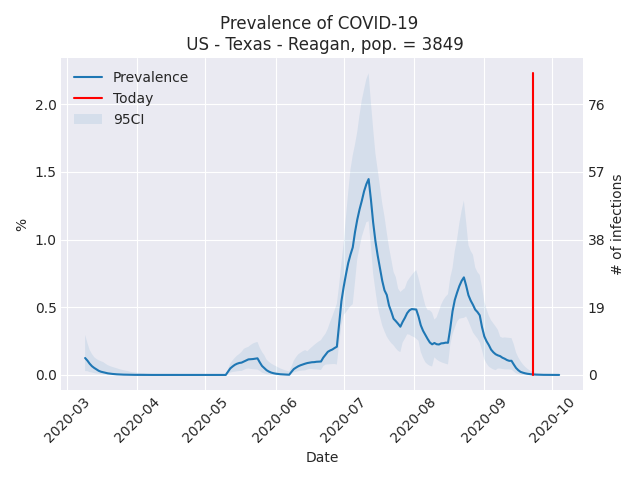 Prevalence of COVID-19
US - Texas - Reagan, pop. = 3849
Prevalence
Today
95CI
2.0
1.5
1.0
0.5
0.0
%
76
57
38
19
0
# of infections
2020-03
2020-04
2020-05
2020-06
2020-07
2020-08
2020-09
2020-10
Date